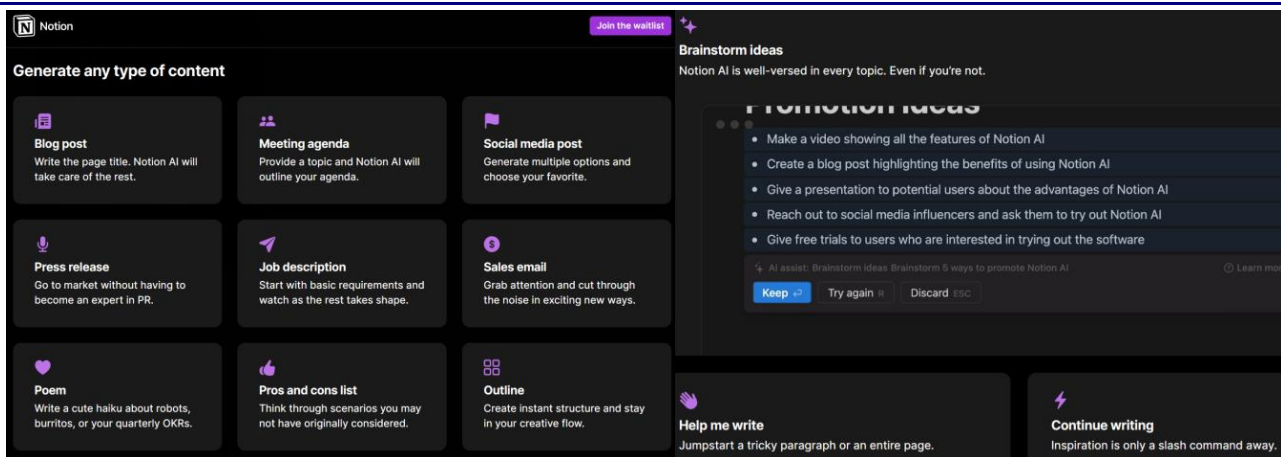 Notion
Join the waitlist
Generate any type of content
Blog post
Write the page title. Notion AI will
take care of the rest.
Meeting agenda
Provide a topic and Notion AI will
outline your agenda.
Social media post
Generate multiple options and
choose your favorite.
Press release
Go to market without having to
become an expert in PR.
Job description
Start with basic requirements and
watch as the rest takes shape.
Sales email
Grab attention and cut through
the noise in exciting new ways.
Poem
Write a cute haiku about robots,
burritos, or your quarterly OKRs.
Pros and cons list
Think through scenarios you may
not have originally considered.
Outline
Create instant structure and stay
in your creative flow.
Brainstorm ideas
Notion AI is well-versed in every topic. Even if you're not.
Promotion ideas
• Make a video showing all the features of Notion AI
• Create a blog post highlighting the benefits of using Notion AI
• Give a presentation to potential users about the advantages of Notion AI
• Reach out to social media influencers and ask them to try out Notion AI
• Give free trials to users who are interested in trying out the software
AI assist: Brainstorm ideas Brainstorm 5 ways to promote Notion AI
Learn mor
Keep Try again R Discard ESC
Help me write
Jumpstart a tricky paragraph or an entire page.
Continue writing
Inspiration is only a slash command away.